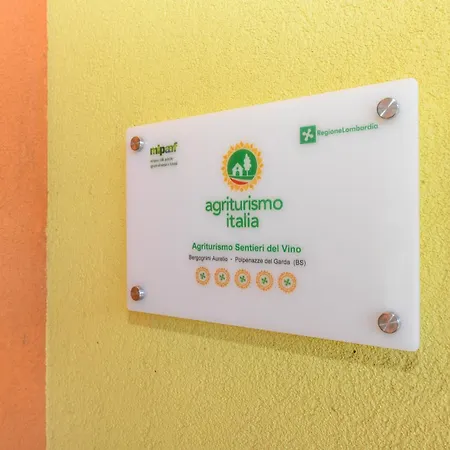 mipaaf
RegioneLombardia
agriturismo
italia
Agriturismo Sentieri del Vino
Bergognini Aurelio - Polpenazze del Garda (BS)